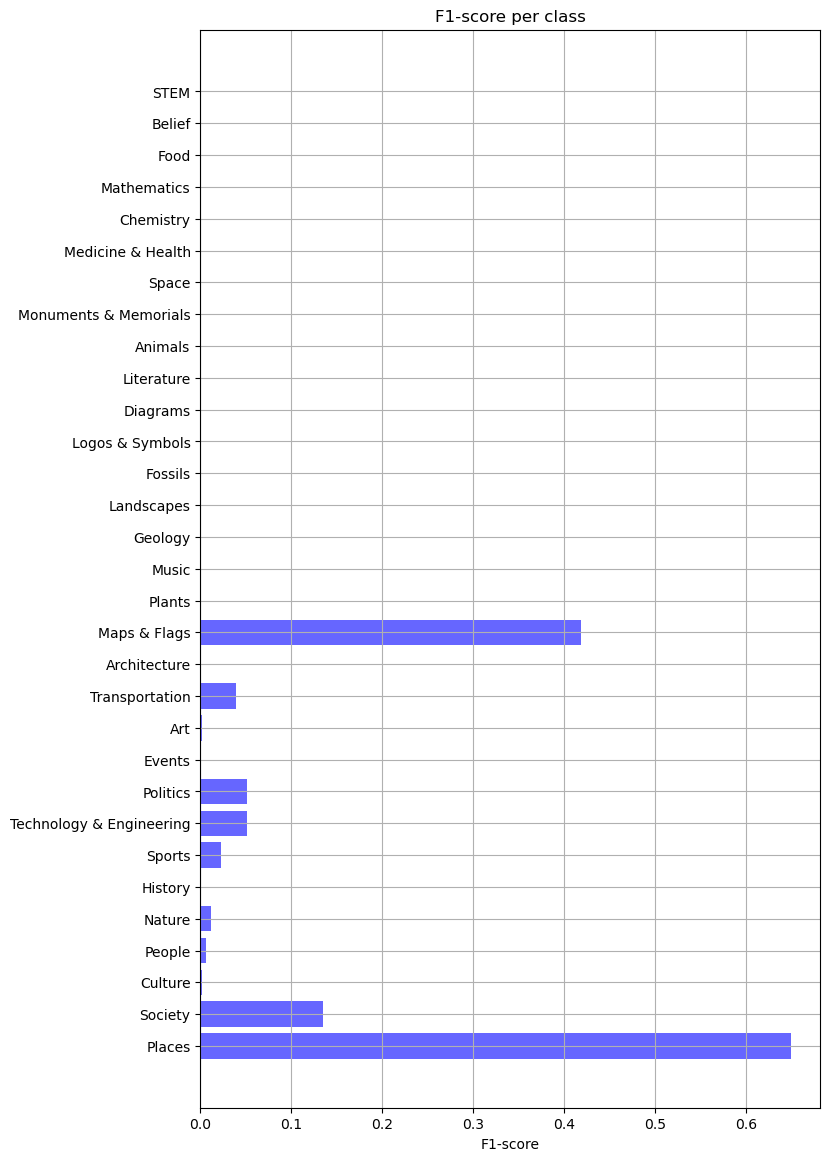 F1-score per class
STEM
Belief
Food
Mathematics
Chemistry
Medicine & Health
Space
Monuments & Memorials
Animals
Literature
Diagrams
Logos & Symbols
Fossils
Landscapes
Geology
Music
Plants
Maps & Flags
Architecture
Transportation
Art
Events
Politics
Technology & Engineering
Sports
History
Nature
People
Culture
Society
Places
0.0 0.1 0.2 0.3 0.4 0.5 0.6
F1-score